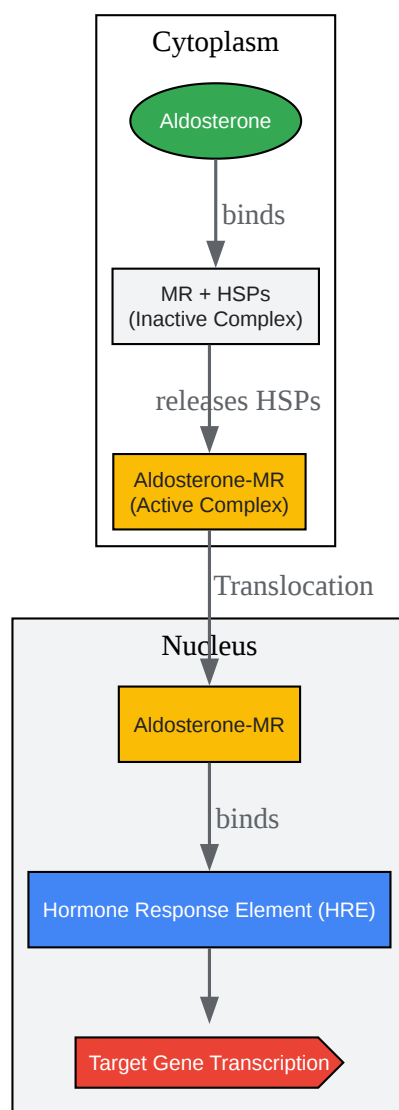 Cytoplasm
Aldosterone
binds
MR + HSPs
(Inactive Complex)
releases HSPs
Aldosterone-MR
(Active Complex)
Translocation
Nucleus
Aldosterone-MR
binds
Hormone Response Element (HRE)
Target Gene Transcription